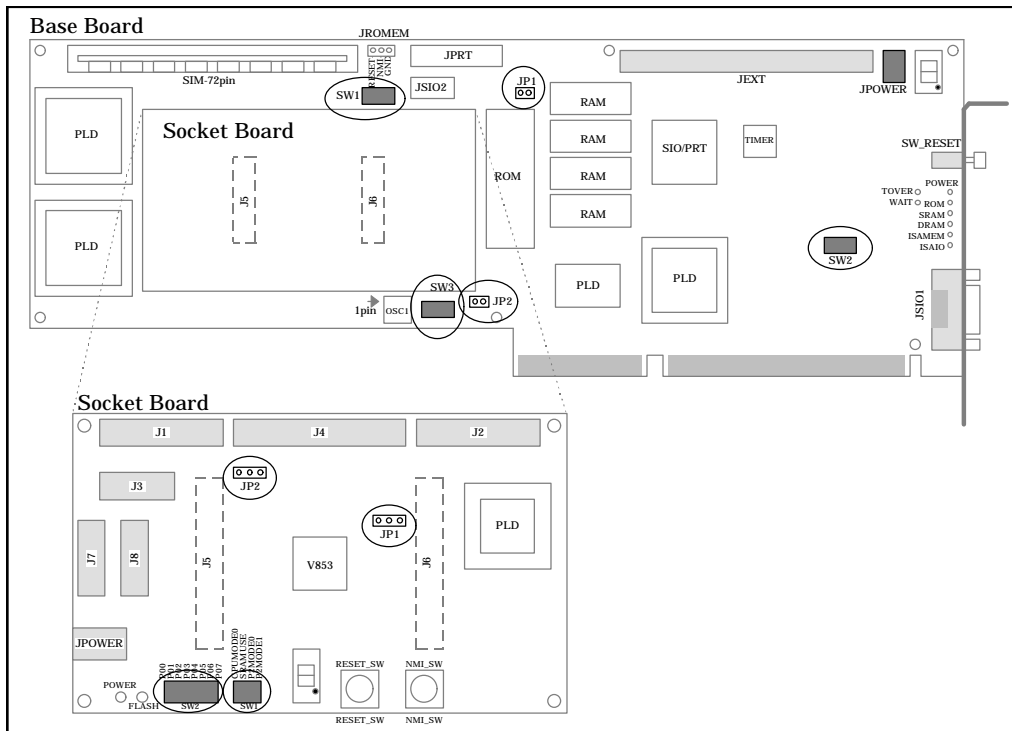 Base Board
JROMEM
RESET
NMI
GND
JPRT
SIM-72pin
SW1
JSIO2
JP1
JEXT
JPOWER
PLD
Socket Board
RAM
RAM
RAM
RAM
SIO/PRT
TIMER
SW_RESET
ROM
J5
J6
TOVER
WAIT
POWER
ROM
SRAM
DRAM
ISAMEM
ISAIO
PLD
SW2
SW3
JP2
1pin
OSC1
PLD
PLD
JSIO1
Socket Board
J1
J4
J2
J3
JP2
JP1
PLD
J7
J8
J5
V853
J6
JPOWER
P00
P01
P02
P03
P04
P05
P06
P07
CPUMODE0
SRAMUSE
P2MODE0
P2MODE1
POWER
FLASH
SW2
SW1
RESET_SW
NMI_SW
RESET_SW
NMI_SW